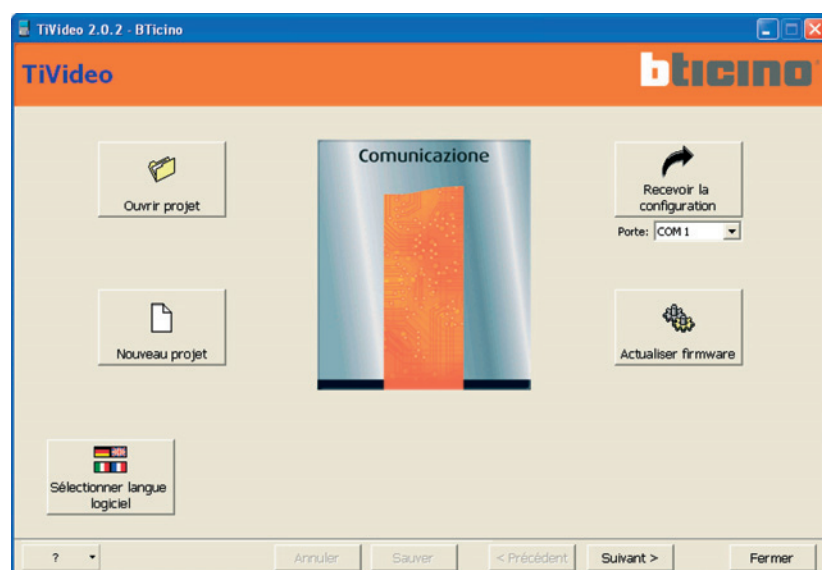 TiVideo 2.0.2 - BTicino
TiVideo
bticino
Comunicazione
Ouvrir projet
Recevoir la
configuration
Porte: COM 1
Nouveau projet
Actualiser firmware
Sélectionner langue
logiciel
? Annuler Sauver < Précédent Suivant > Fermer